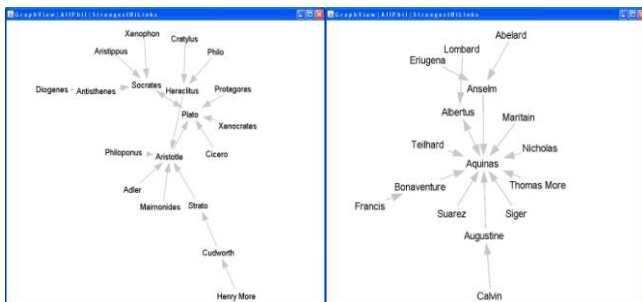 GraphView|AllPhil|StrongestBiLinks
Xenophon
Cratylus
Aristippus
Philo
Diogenes
Antisthenes
Socrates
Heraclitus
Protagoras
Plato
Xenocrates
Philoponus
Aristotle
Cicero
Adler
Maimonides
Strato
Cudworth
Henry More
GraphView|AllPhil|StrongestBiLinks
Abelard
Lombard
Eriugena
Anselm
Albertus
Maritain
Teilhard
Nicholas
Aquinas
Bonaventure
Thomas More
Francis
Suarez
Siger
Augustine
Calvin